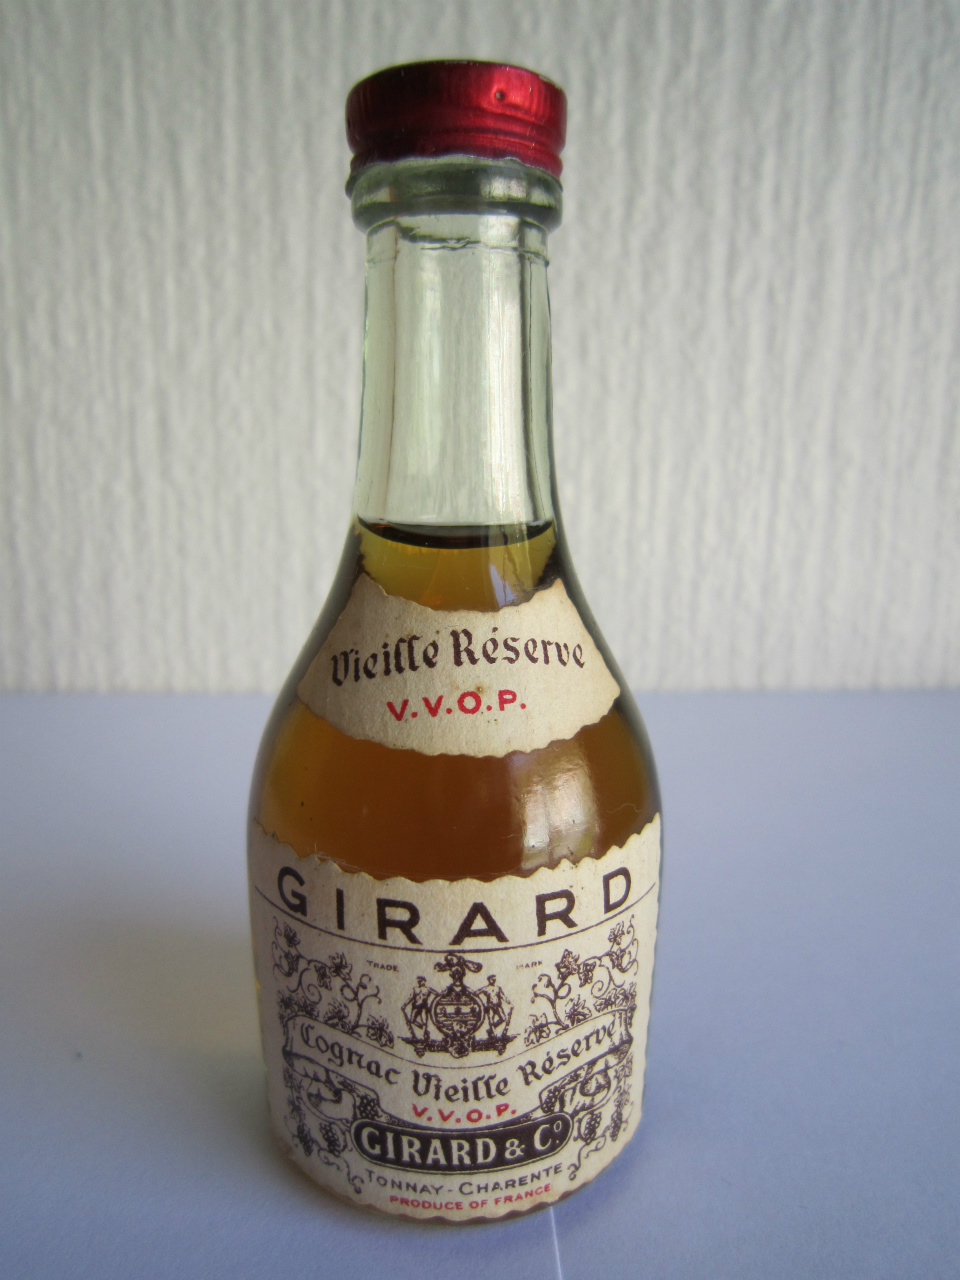 Vieille Réserve
V.V.O.P.
GIRARD
TRADE MARK
Cognac Vieille Réserve
V.V.O.P.
GIRARD & Cº
TONNAY-CHARENTE
PRODUCE OF FRANCE